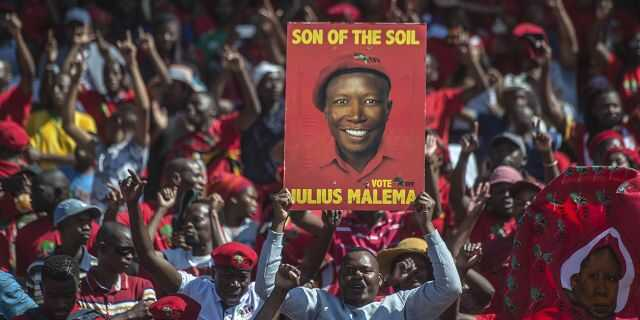 SON OF THE SOIL
VOTE
JULIUS MALEMA